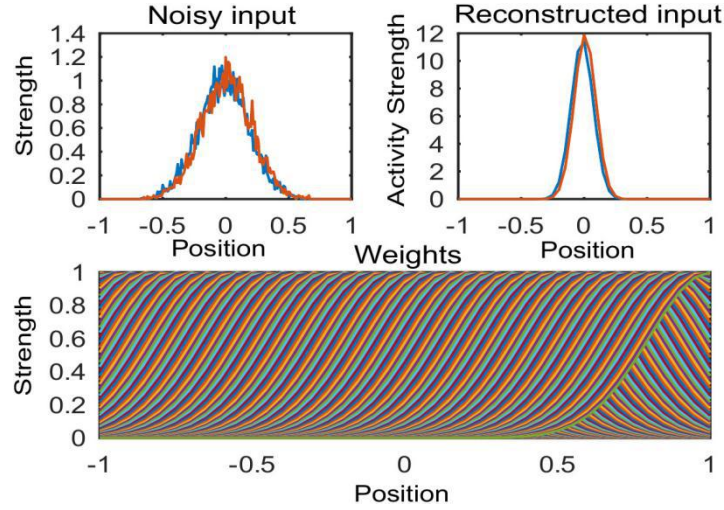 Noisy input
Strength
1.4
1.2
1
0.8
0.6
0.4
0.2
0
-1 -0.5 0 0.5 1
Position
Reconstructed input
Activity Strength
12
10
8
6
4
2
0
-1 -0.5 0 0.5 1
Position
Weights
Strength
1
0.8
0.6
0.4
0.2
0
-1 -0.5 0 0.5 1
Position